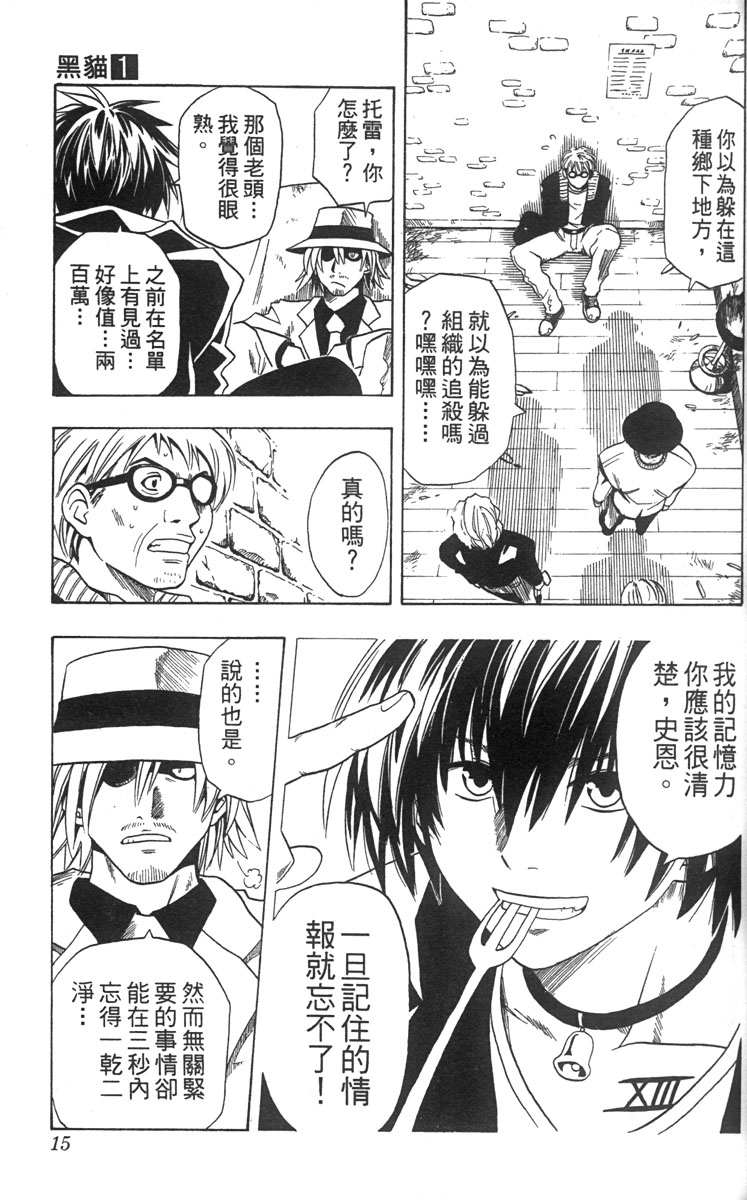 黑貓1
你以為躲在這
種鄉下地方，
就以為能躲過
組織的追殺嗎
？嘿嘿嘿……
托雷，你
怎麼了？
那個老頭…
我覺得很眼
熟。
之前在名單
上有見過…
好像值…兩
百萬…
真的嗎？
我的記憶力
你應該很清
楚，史恩。
一旦記住的情
報就忘不了！
XIII
……
說的也是。
然而無關緊
要的事情卻
能在三秒內
忘得一乾二
淨…
15